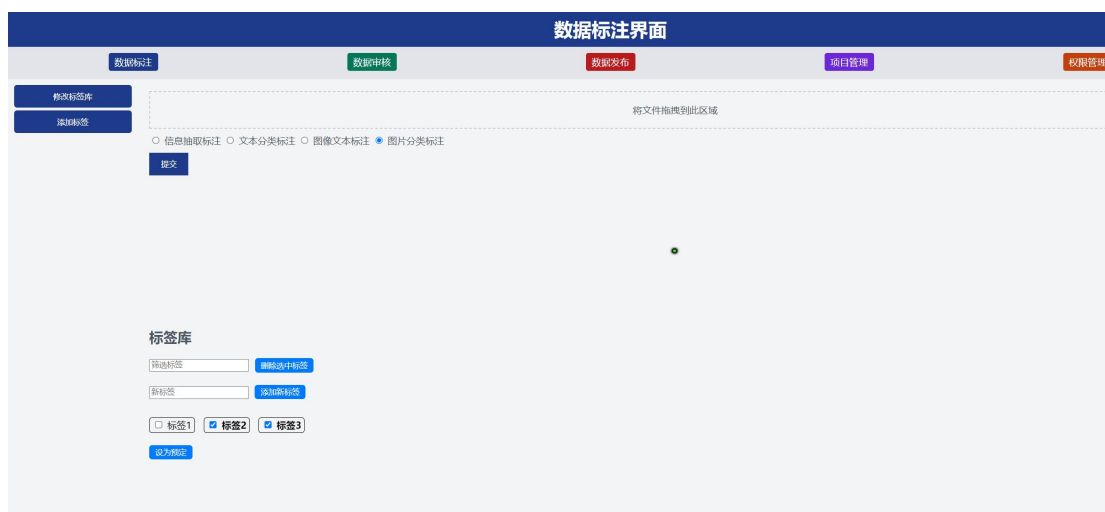 数据标注界面
数据标注 数据审核 数据发布 项目管理 权限管理
修改标签库
添加标签
将文件拖拽到此区域
信息抽取标注 文本分类标注 图像文本标注 图片分类标注
提交
标签库
筛选标签 删除选中标签
新标签 添加新标签
标签1 标签2 标签3
设为预定